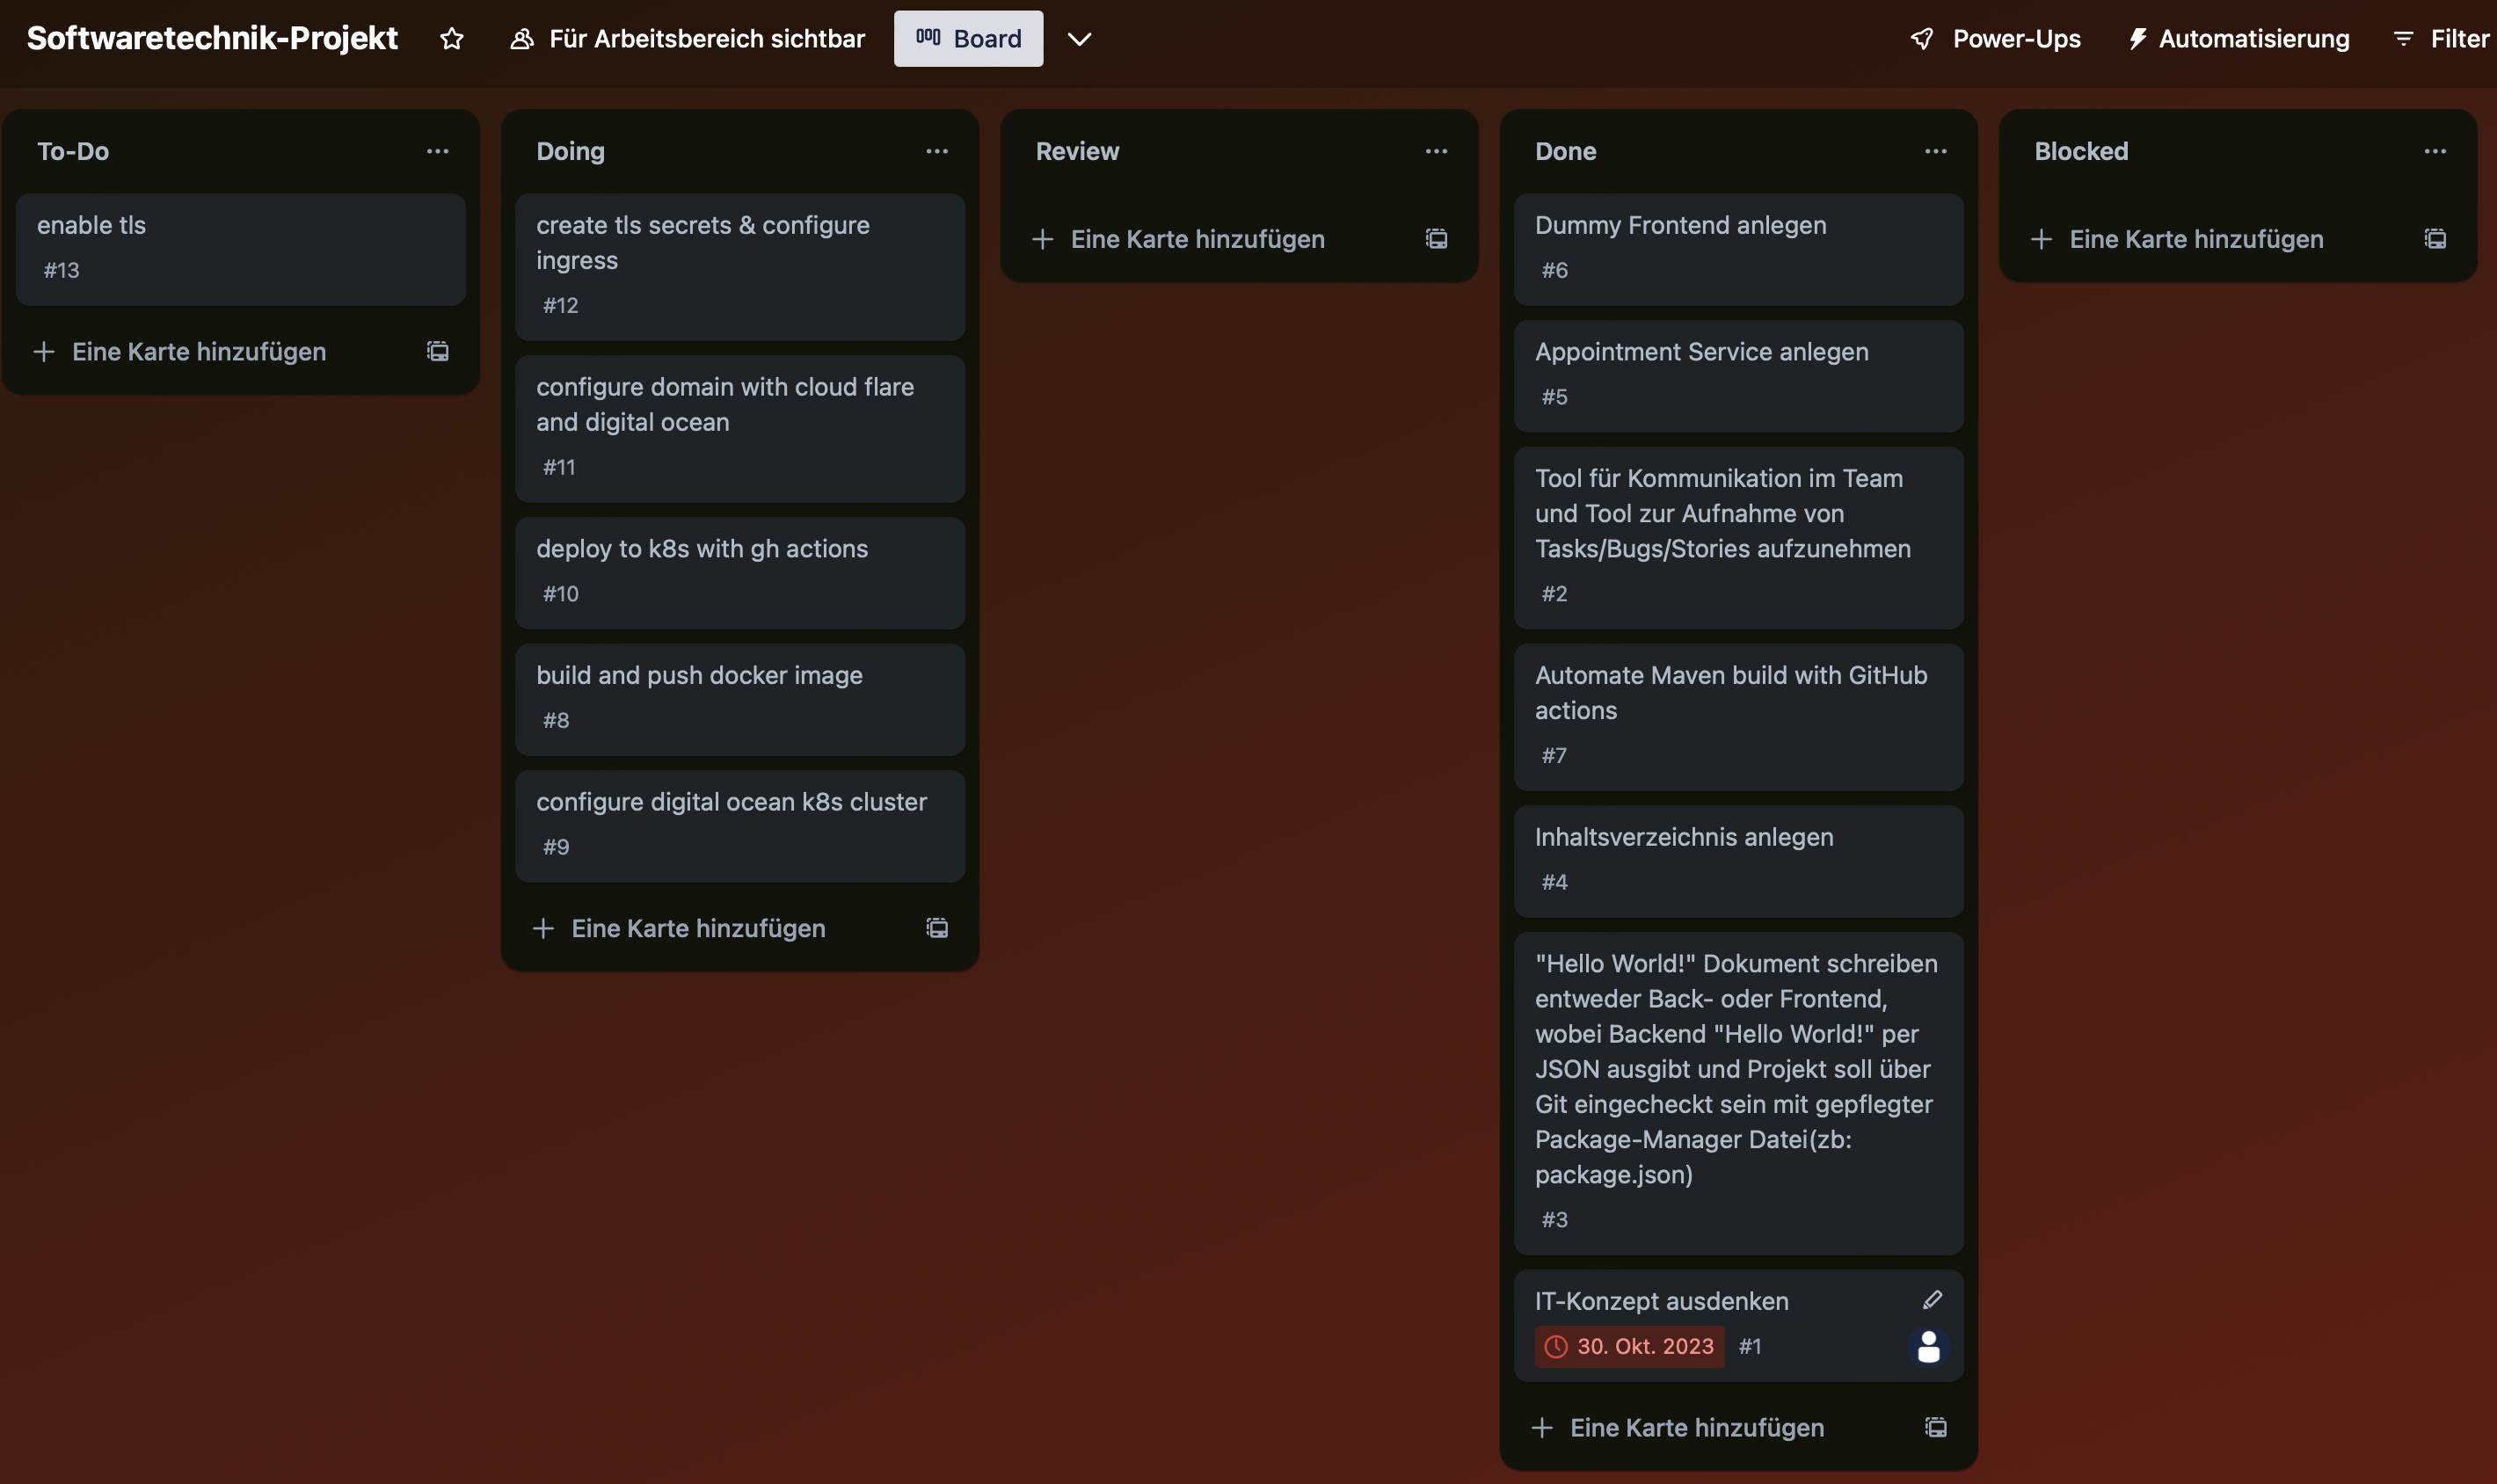 Softwaretechnik-Projekt
Für Arbeitsbereich sichtbar
Board
Power-Ups
Automatisierung
Filter
To-Do
enable tls
#13
Eine Karte hinzufügen
Doing
create tls secrets & configure
ingress
#12
configure domain with cloud flare
and digital ocean
#11
deploy to k8s with gh actions
#10
build and push docker image
#8
configure digital ocean k8s cluster
#9
Eine Karte hinzufügen
Review
Eine Karte hinzufügen
Done
Dummy Frontend anlegen
#6
Appointment Service anlegen
#5
Tool für Kommunikation im Team
und Tool zur Aufnahme von
Tasks/Bugs/Stories aufzunehmen
#2
Automate Maven build with GitHub
actions
#7
Inhaltsverzeichnis anlegen
#4
"Hello World!" Dokument schreiben
entweder Back- oder Frontend,
wobei Backend "Hello World!" per
JSON ausgibt und Projekt soll über
Git eingecheckt sein mit gepflegter
Package-Manager Datei(zb:
package.json)
#3
IT-Konzept ausdenken
30. Okt. 2023 #1
Eine Karte hinzufügen
Blocked
Eine Karte hinzufügen